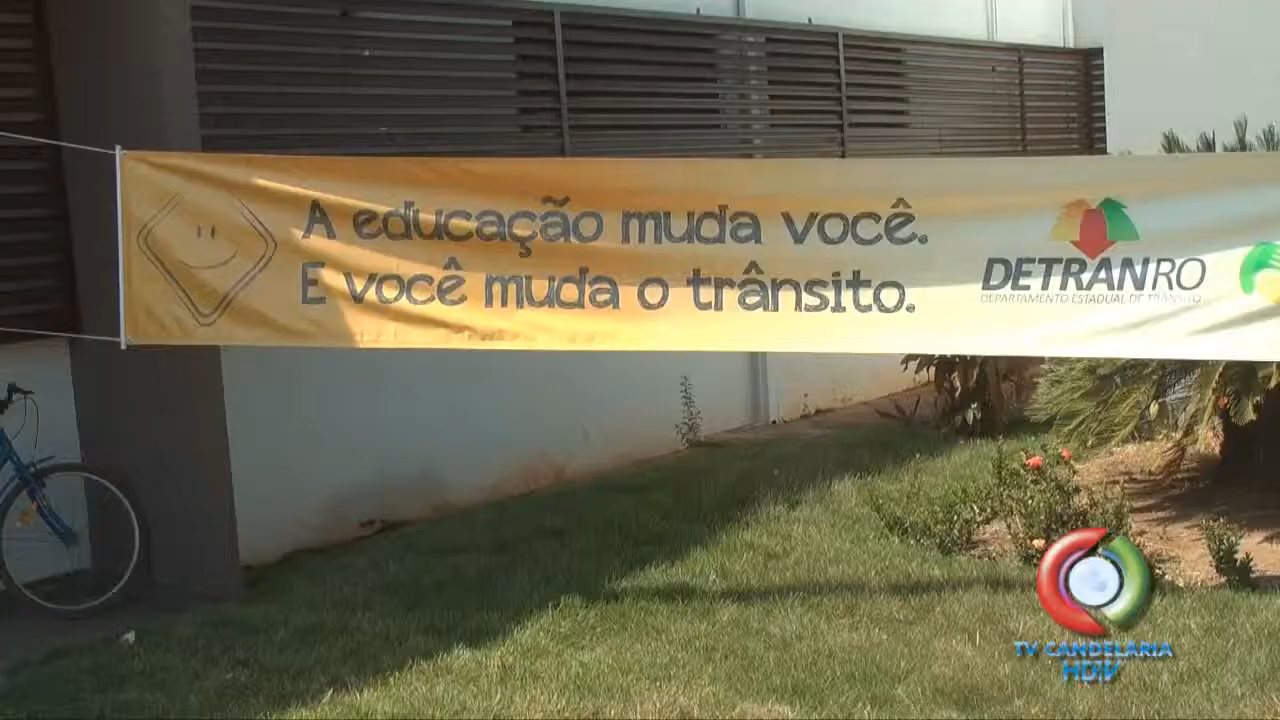 A educação muda você.
E você muda o trânsito.
DETRANRO
DEPARTAMENTO ESTADUAL DE TRÂNSITO
TV CANDELÁRIA
HDTV